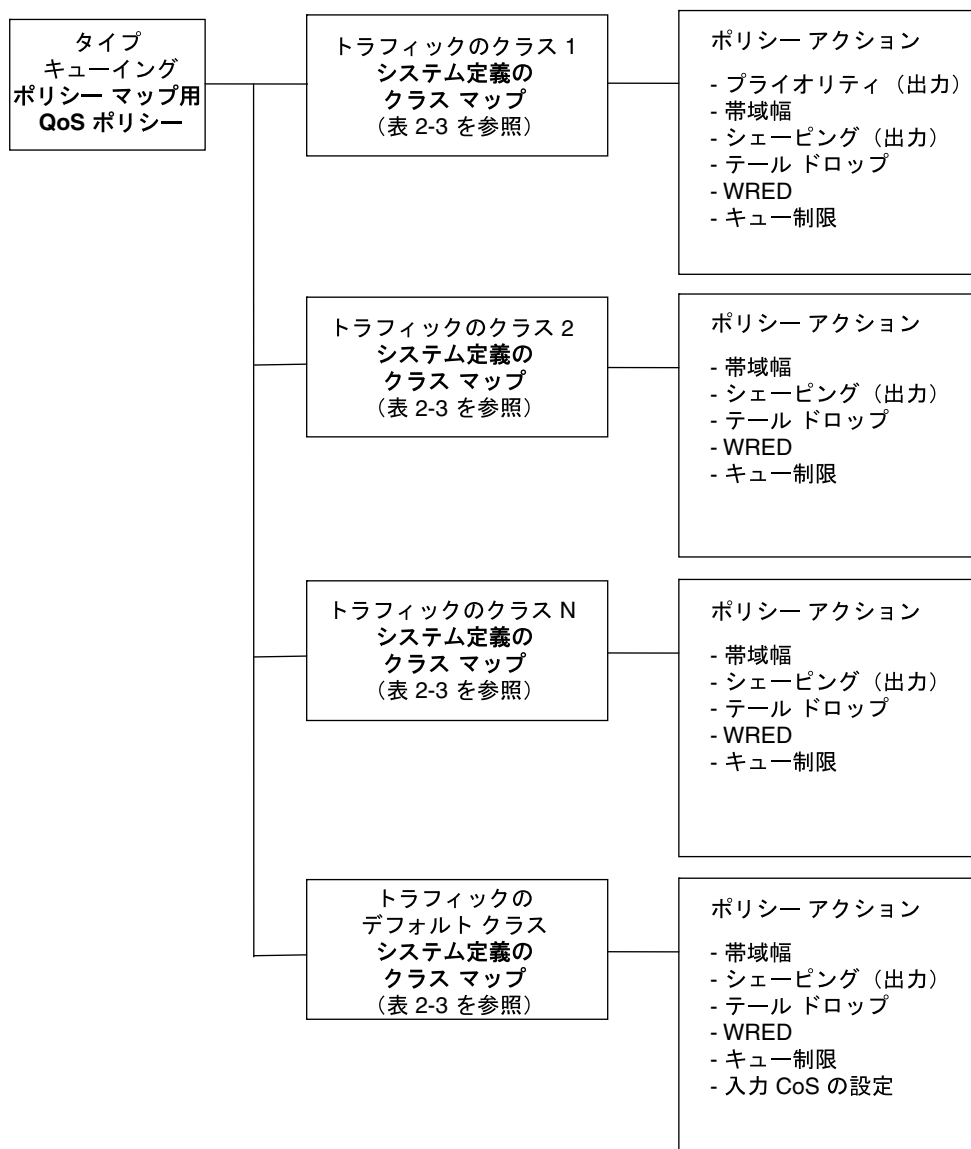 タイプ
キューイング
ポリシー マップ用
QoS ポリシー
トラフィックのクラス 1
システム定義の
クラス マップ
（表 2-3 を参照）
ポリシー アクション
- プライオリティ（出力）
- 帯域幅
- シェーピング（出力）
- テール ドロップ
- WRED
- キュー制限
トラフィックのクラス 2
システム定義の
クラス マップ
（表 2-3 を参照）
ポリシー アクション
- 帯域幅
- シェーピング（出力）
- テール ドロップ
- WRED
- キュー制限
トラフィックのクラス N
システム定義の
クラス マップ
（表 2-3 を参照）
ポリシー アクション
- 帯域幅
- シェーピング（出力）
- テール ドロップ
- WRED
- キュー制限
トラフィックの
デフォルト クラス
システム定義の
クラス マップ
（表 2-3 を参照）
ポリシー アクション
- 帯域幅
- シェーピング（出力）
- テール ドロップ
- WRED
- キュー制限
- 入力 CoS の設定